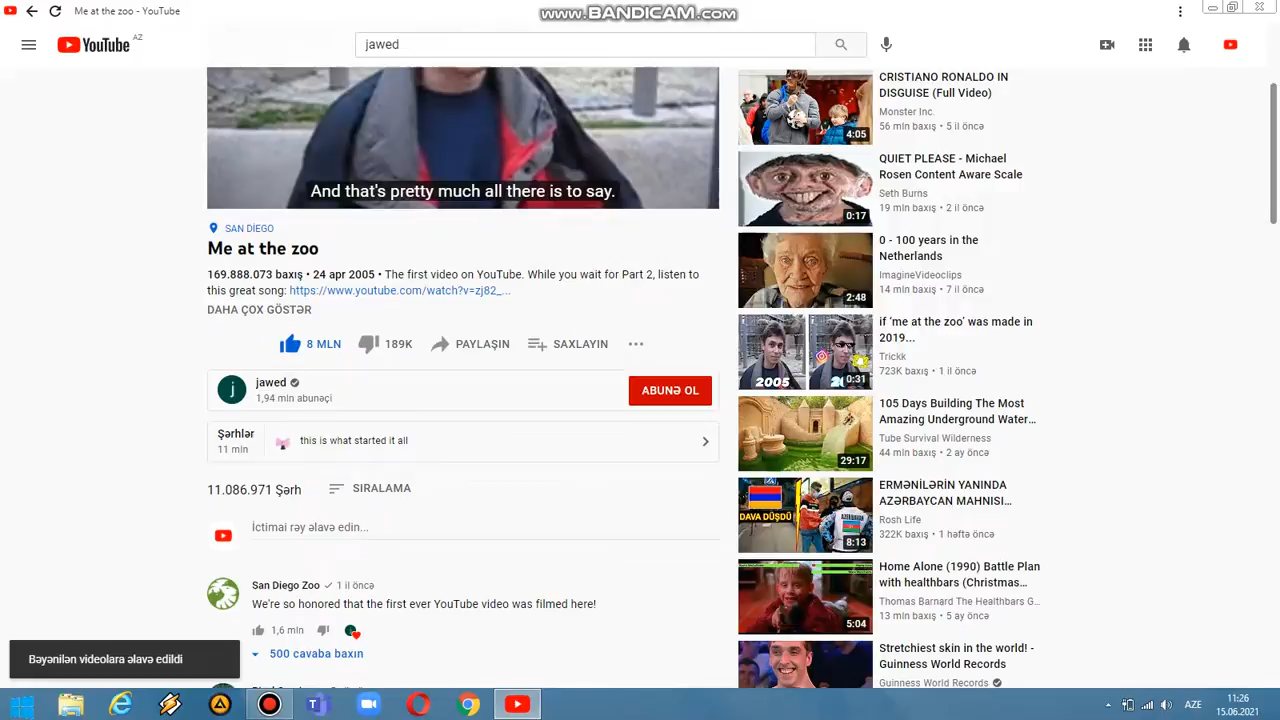 Me at the zoo - YouTube
www.BANDICAM.com
YouTube AZ
jawed
And that's pretty much all there is to say.
SAN DİEGO
Me at the zoo
169.888.073 baxış • 24 apr 2005 • The first video on YouTube. While you wait for Part 2, listen to
this great song: https://www.youtube.com/watch?v=zj82_...
DAHA ÇOX GÖSTƏR
8 MLN
189K
PAYLAŞIN
SAXLAYIN
jawed
1,94 mln abunəçi
ABUNƏ OL
Şərhlər
11 mln
this is what started it all
11.086.971 Şərh
SIRALAMA
İctimai rəy əlavə edin...
San Diego Zoo 1 il öncə
We're so honored that the first ever YouTube video was filmed here!
1,6 min
500 cavaba baxın
Bəyənilən videolara əlavə edildi
CRISTIANO RONALDO IN
DISGUISE (Full Video)
Monster Inc.
56 mln baxış • 5 il öncə
4:05
QUIET PLEASE - Michael
Rosen Content Aware Scale
Seth Burns
19 mln baxış • 2 il öncə
0:17
0 - 100 years in the
Netherlands
ImagineVideoclips
14 mln baxış • 7 il öncə
2:48
if 'me at the zoo' was made in
2019...
Trickk
723K baxış • 1 il öncə
2005
0:31
105 Days Building The Most
Amazing Underground Water...
Tube Survival Wilderness
44 mln baxış • 2 ay öncə
29:17
ERMƏNİLƏRİN YANINDA
AZƏRBAYCAN MAHNISI...
Rosh Life
322K baxış • 1 həftə öncə
DAVA DÜŞDÜ
8:13
Home Alone (1990) Battle Plan
with healthbars (Christmas...
Thomas Barnard The Healthbars G...
13 mln baxış • 5 ay öncə
5:04
Stretchiest skin in the world! -
Guinness World Records
Guinness World Records
AZE
11:26
15.06.2021